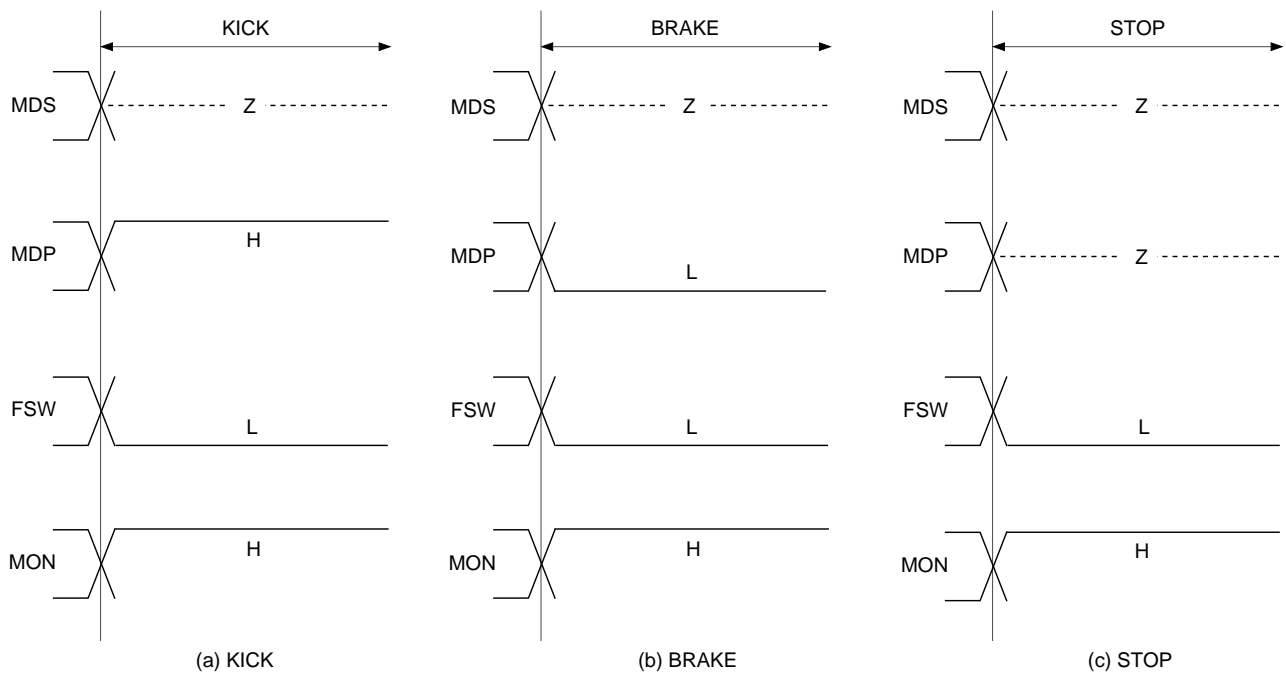 KICK
MDS
Z
MDP
H
FSW
L
MON
H
(a) KICK
BRAKE
MDS
Z
MDP
L
FSW
L
MON
H
(b) BRAKE
STOP
MDS
Z
MDP
Z
FSW
L
MON
H
(c) STOP